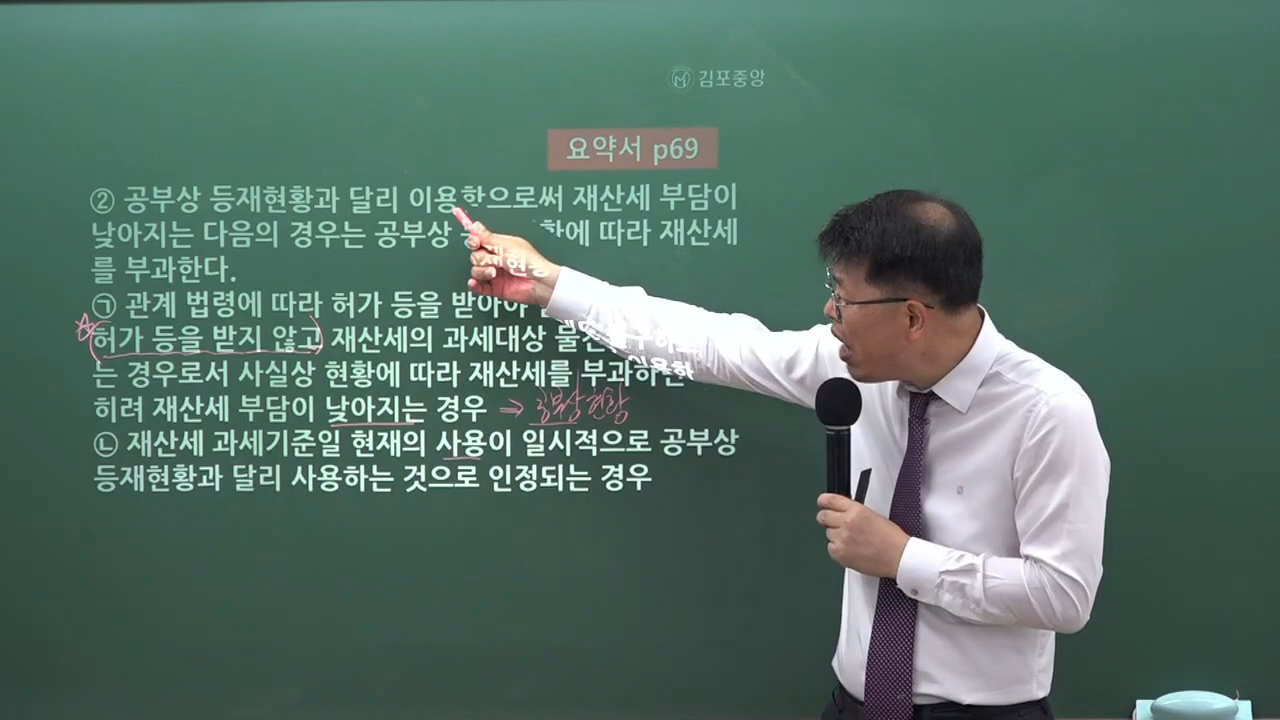 김포중앙
요약서 p69
② 공부상 등재현황과 달리 이용함으로써 재산세 부담이
낮아지는 다음의 경우는 공부상 등재현황에 따라 재산세
를 부과한다.
㉠ 관계 법령에 따라 허가 등을 받아야
허가 등을 받지 않고 재산세의 과세대상 물건을 이용하
는 경우로서 사실상 현황에 따라 재산세를 부과하면
히려 재산세 부담이 낮아지는 경우 ⇒ 공부상 현황
㉡ 재산세 과세기준일 현재의 사용이 일시적으로 공부상
등재현황과 달리 사용하는 것으로 인정되는 경우